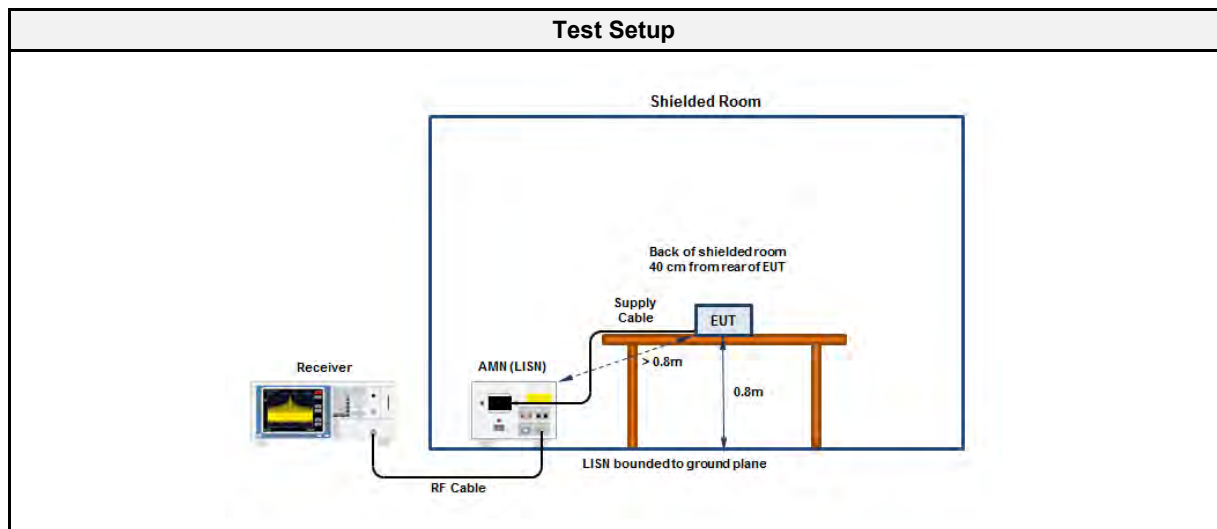 Test Setup
Shielded Room
Back of shielded room
40 cm from rear of EUT
Supply
Cable
EUT
> 0.8m
Receiver
AMN (LISN)
0.8m
LISN bounded to ground plane
RF Cable